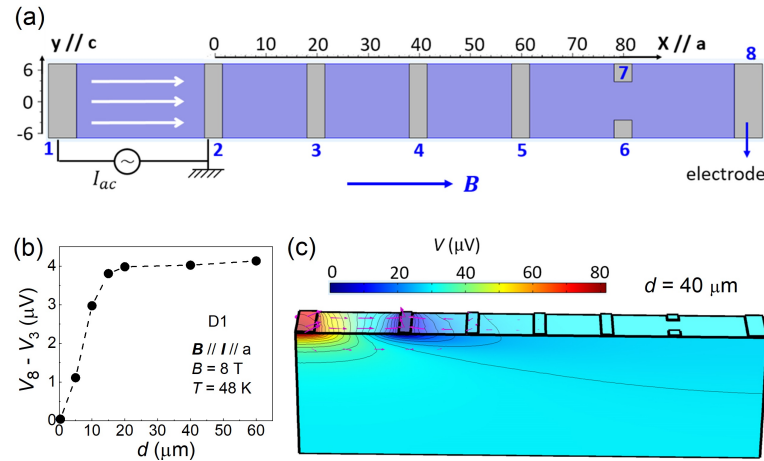 (a)
y // c
0 10 20 30 40 50 60 70 80 X // a
8
6
0
-6
7
1 2 3 4 5 6
I_ac
B
electrode
(b)
4
3
2
1
0
V₈ - V₃ (μV)
D1
B // I // a
B = 8 T
T = 48 K
0 10 20 30 40 50 60
d (μm)
(c)
V (μV)
0 20 40 60 80
d = 40 μm